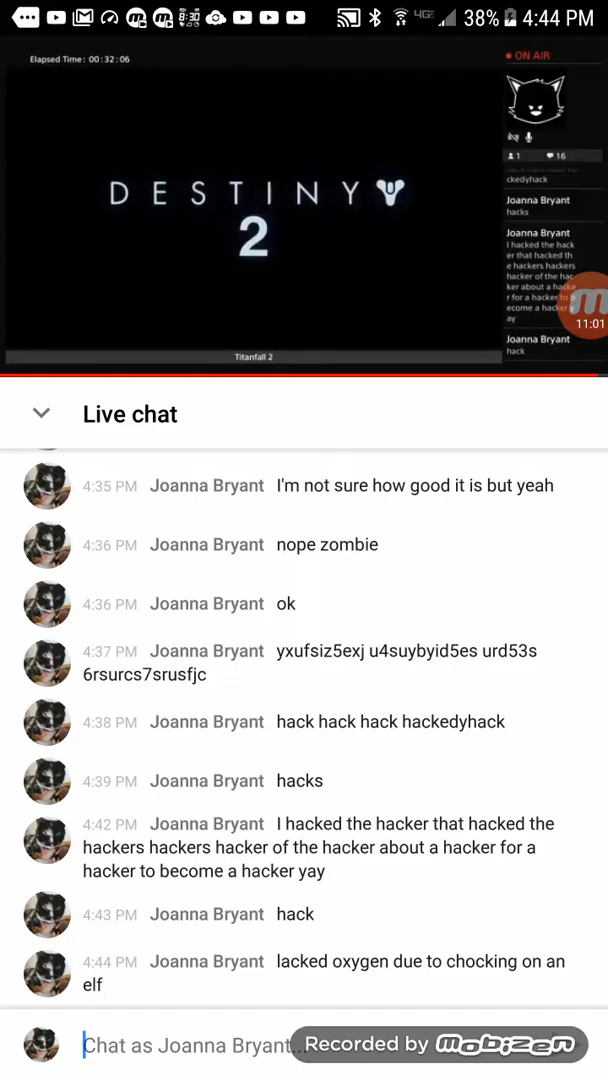 8:30
4GE
38%
4:44 PM
Elapsed Time: 00:32:06
ON AIR
1
16
ckedyhack
Joanna Bryant
hacks
Joanna Bryant
I hacked the hack
er that hacked th
e hackers hackers
hacker of the hac
ker about a hacke
r for a hacker to b
ecome a hacker y
ay
Joanna Bryant
hack
DESTINY
2
Titanfall 2
11:01
Live chat
4:35 PM Joanna Bryant I'm not sure how good it is but yeah
4:36 PM Joanna Bryant nope zombie
4:36 PM Joanna Bryant ok
4:37 PM Joanna Bryant yxufsiz5exj u4suybyid5es urd53s
6rsurcs7srusfjc
4:38 PM Joanna Bryant hack hack hack hackedyhack
4:39 PM Joanna Bryant hacks
4:42 PM Joanna Bryant I hacked the hacker that hacked the
hackers hackers hacker of the hacker about a hacker for a
hacker to become a hacker yay
4:43 PM Joanna Bryant hack
4:44 PM Joanna Bryant lacked oxygen due to chocking on an
elf
Chat as Joanna Bryant...
Recorded by Mobizen